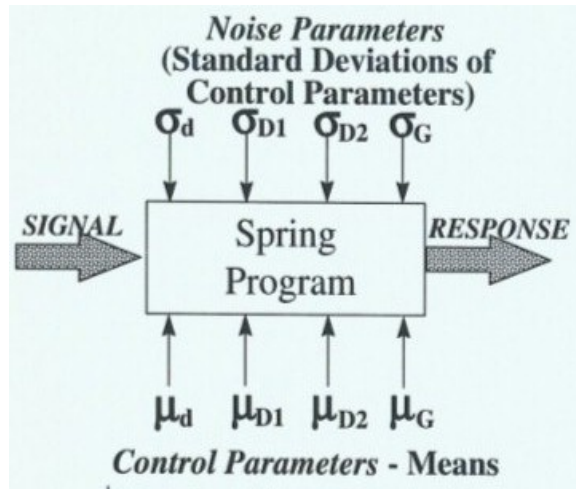 Noise Parameters
(Standard Deviations of
Control Parameters)
σd σD1 σD2 σG
SIGNAL
Spring
Program
RESPONSE
μd μD1 μD2 μG
Control Parameters - Means